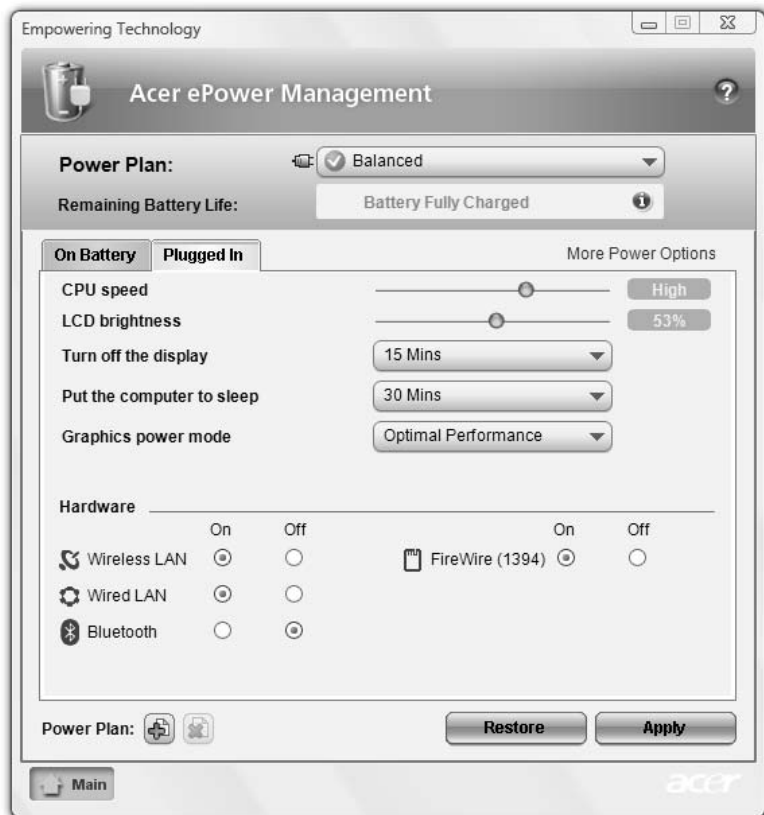 Empowering Technology
Acer ePower Management
?
Power Plan: Balanced
Remaining Battery Life: Battery Fully Charged
On Battery Plugged In More Power Options
CPU speed High
LCD brightness 53%
Turn off the display 15 Mins
Put the computer to sleep 30 Mins
Graphics power mode Optimal Performance
Hardware
On Off On Off
Wireless LAN FireWire (1394)
Wired LAN
Bluetooth
Power Plan: Restore Apply
Main acer